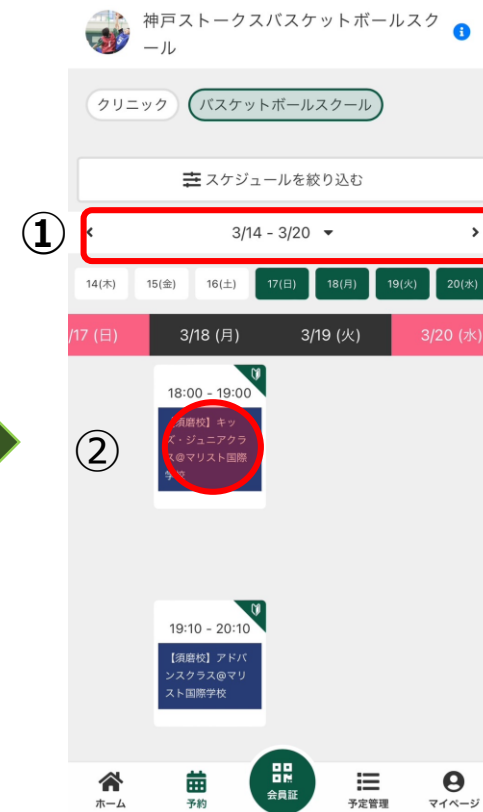 神戸ストークスバスケットボールスク
ール
クリニック
バスケットボールスクール
スケジュールを絞り込む
①
3/14 - 3/20
14(木)
15(金)
16(土)
17(日)
18(月)
19(火)
20(水)
/17 (日)
3/18 (月)
3/19 (火)
3/20 (水)
②
18:00 - 19:00
【須磨校】キッ
ズ・ジュニアクラ
ス@マリスト国際
学校
19:10 - 20:10
【須磨校】アドバ
ンスクラス@マリ
スト国際学校
ホーム
予約
会員証
予定管理
マイページ